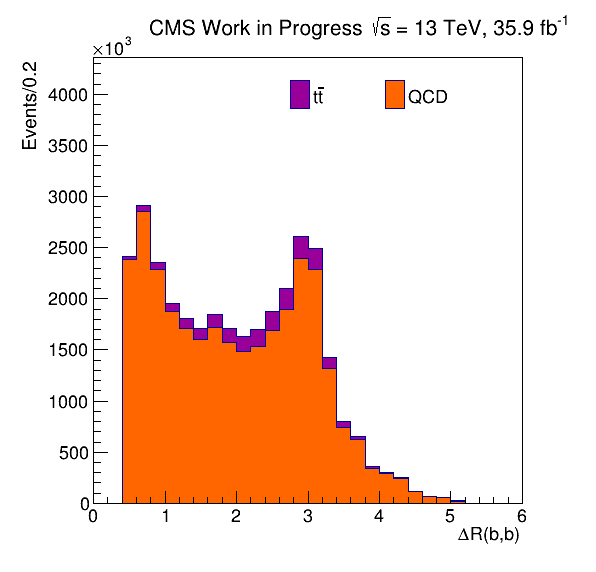 CMS Work in Progress √s = 13 TeV, 35.9 fb⁻¹
×10³
Events/0.2
tt̄ QCD
4000
3500
3000
2500
2000
1500
1000
500
0
0 1 2 3 4 5 6
ΔR(b,b)